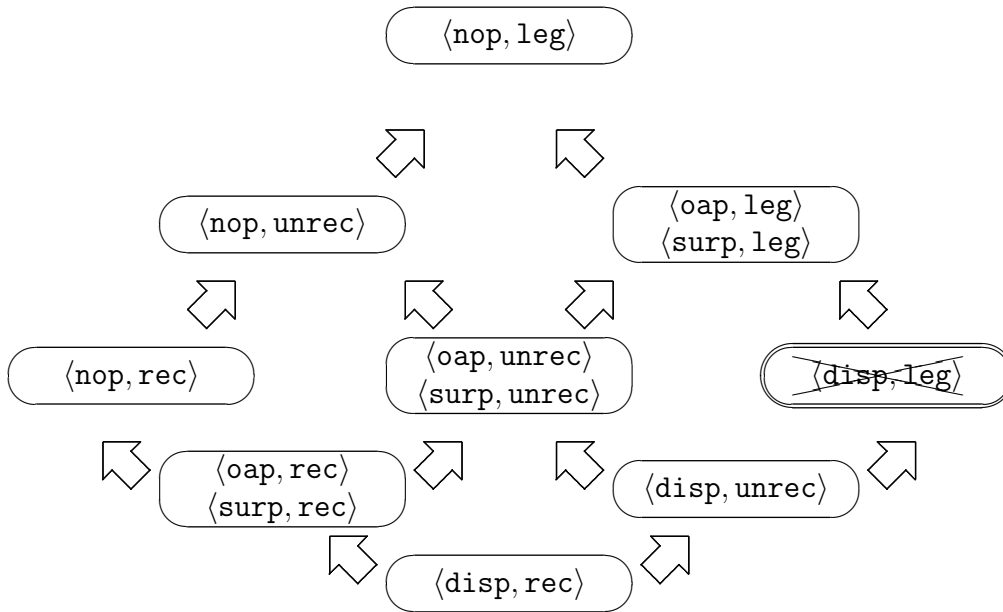 ⟨nop, leg⟩
⟨nop, unrec⟩
⟨oap, leg⟩
⟨surp, leg⟩
⟨nop, rec⟩
⟨oap, unrec⟩
⟨surp, unrec⟩
⟨disp, leg⟩
⟨oap, rec⟩
⟨surp, rec⟩
⟨disp, unrec⟩
⟨disp, rec⟩